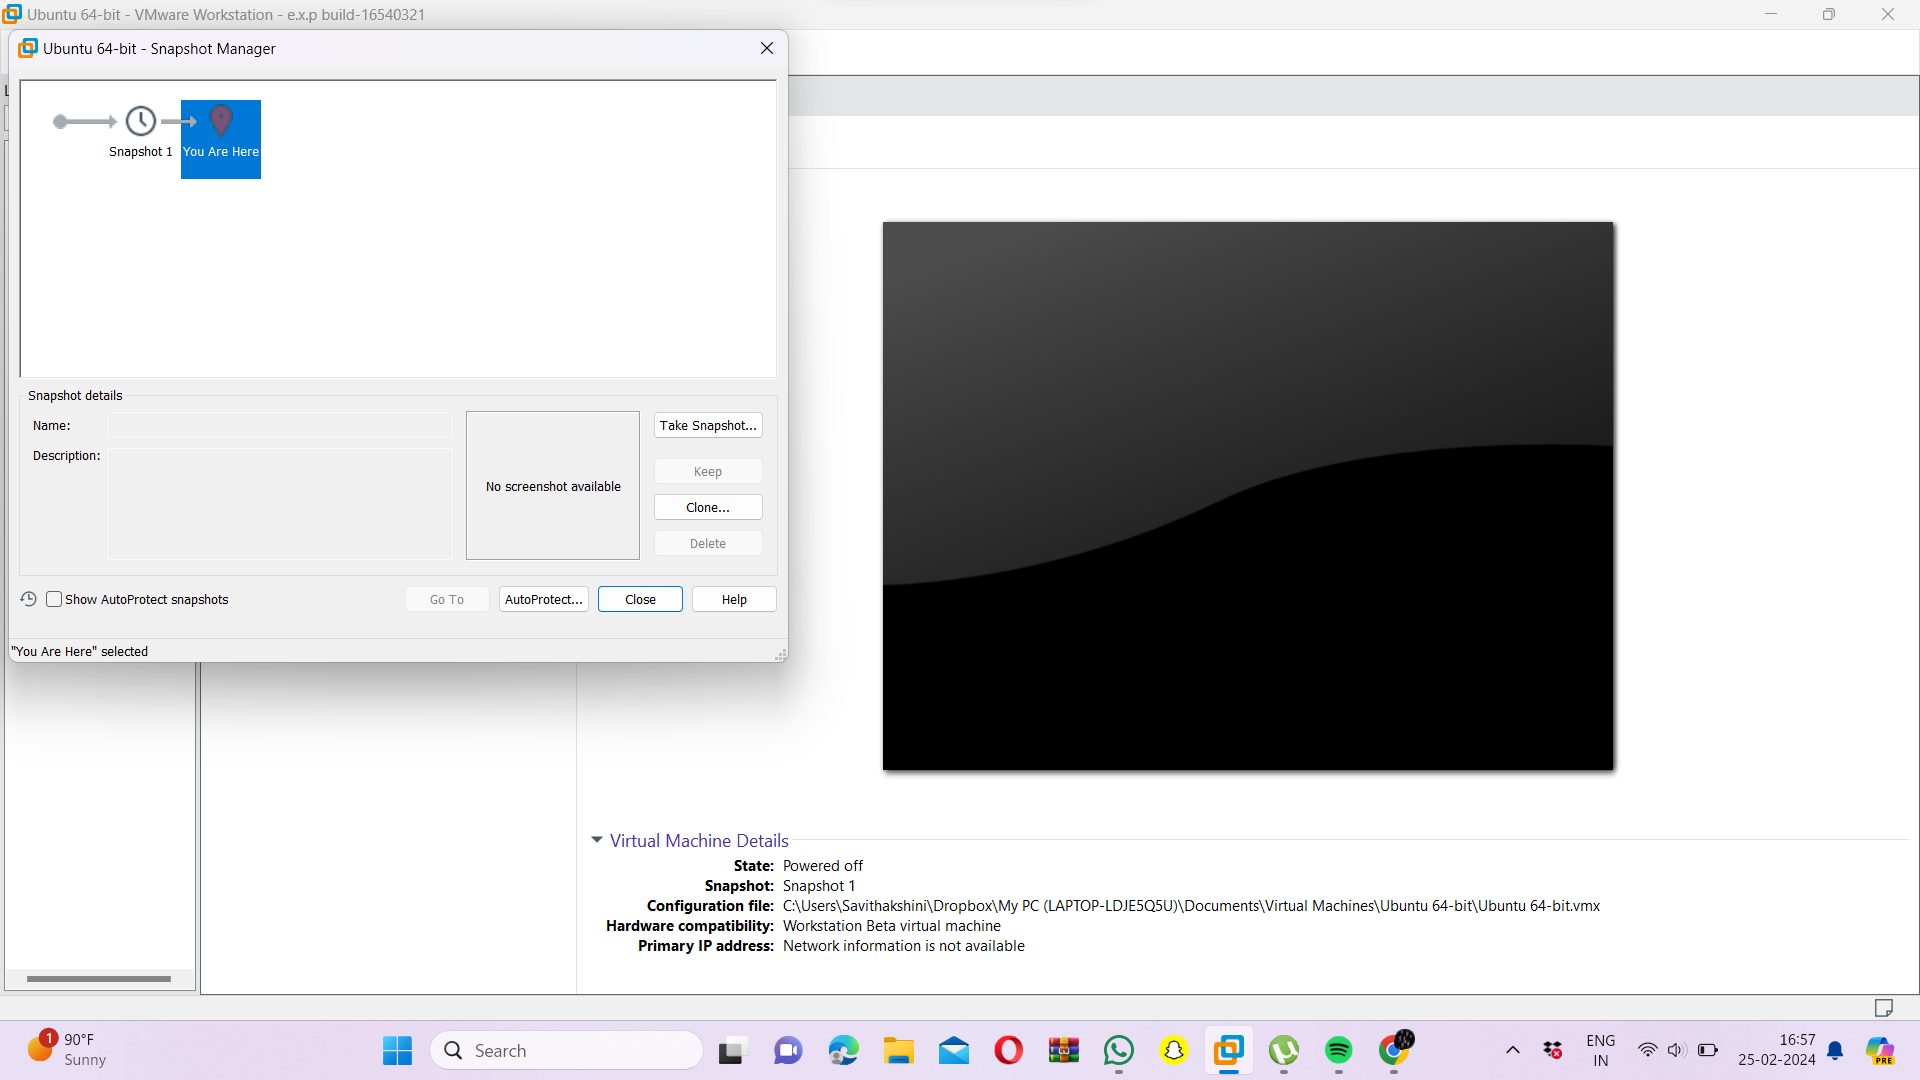 Ubuntu 64-bit - VMware Workstation - e.x.p build-16540321
Ubuntu 64-bit - Snapshot Manager
Snapshot 1
You Are Here
Snapshot details
Name:
Description:
No screenshot available
Take Snapshot...
Keep
Clone...
Delete
Show AutoProtect snapshots
Go To
AutoProtect...
Close
Help
"You Are Here" selected
Virtual Machine Details
State: Powered off
Snapshot: Snapshot 1
Configuration file: C:\Users\Savithakshini\Dropbox\My PC (LAPTOP-LDJE5Q5U)\Documents\Virtual Machines\Ubuntu 64-bit\Ubuntu 64-bit.vmx
Hardware compatibility: Workstation Beta virtual machine
Primary IP address: Network information is not available
1
90°F
Sunny
Search
ENG
IN
16:57
25-02-2024
PRE